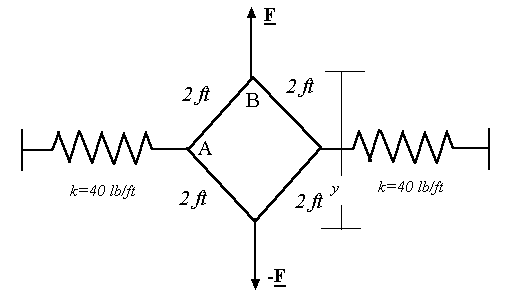 F
2 ft
2 ft
B
A
k=40 lb/ft
2 ft
2 ft
y
k=40 lb/ft
-F